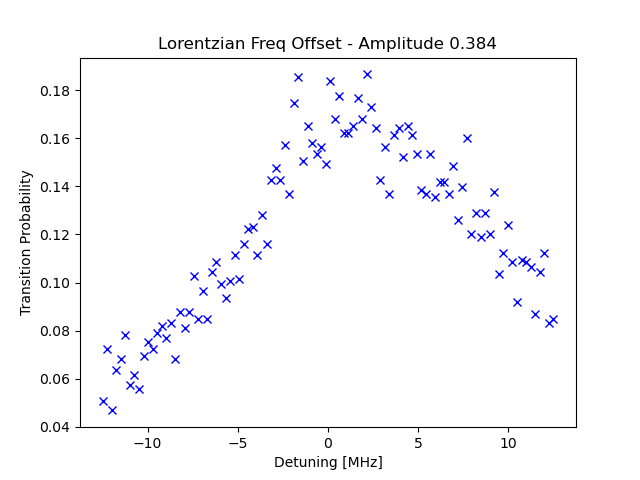 Lorentzian Freq Offset - Amplitude 0.384
Transition Probability
0.18
0.16
0.14
0.12
0.10
0.08
0.06
0.04
−10 −5 0 5 10
Detuning [MHz]